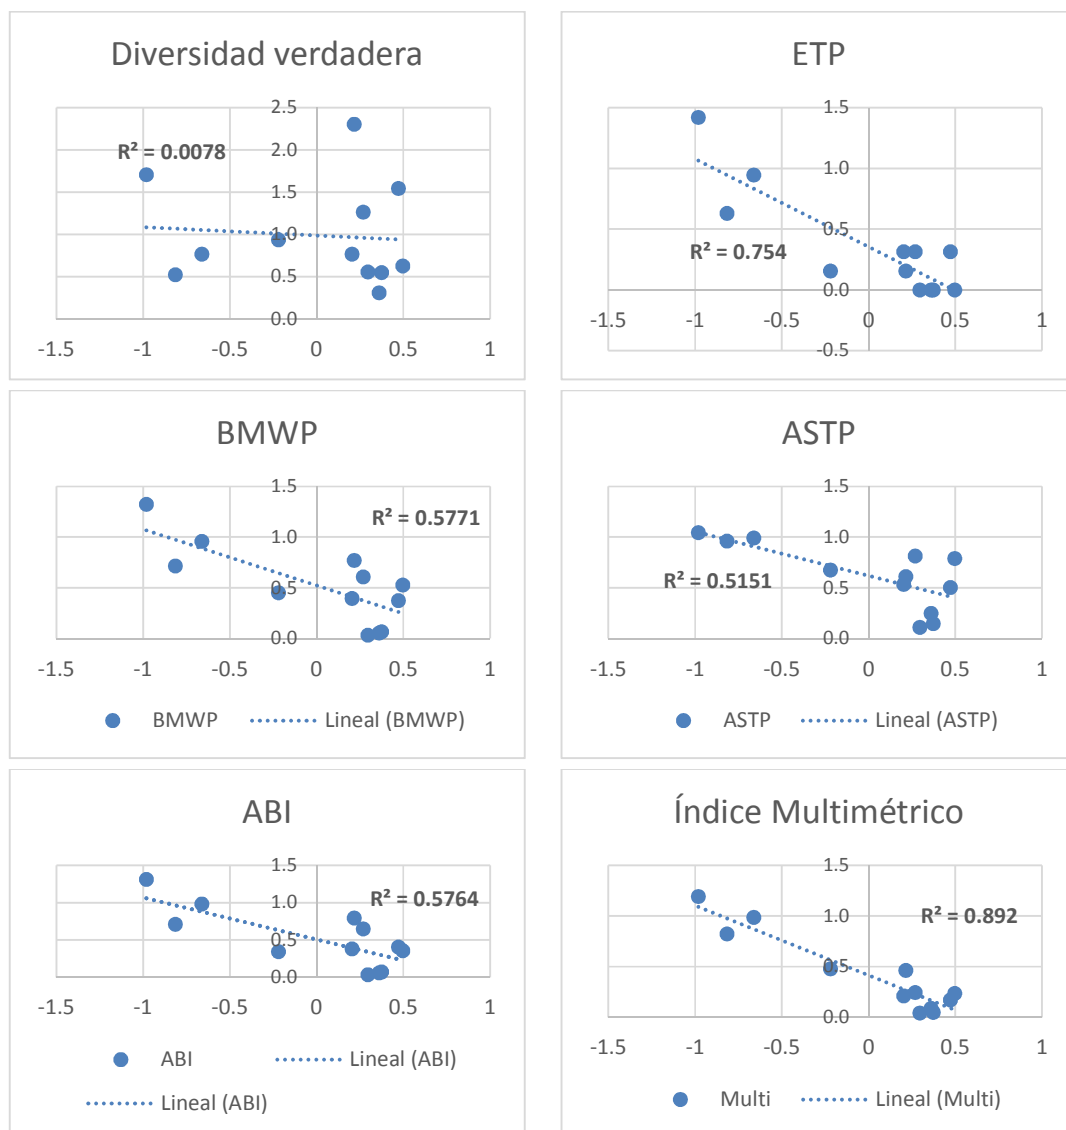 Diversidad verdadera
2.5
2.0
R² = 0.0078
1.5
1.0
0.5
0.0
-1.5 -1 -0.5 0 0.5 1
ETP
1.5
1.0
0.5
R² = 0.754
0.0
-1.5 -1 -0.5 0 0.5 1
-0.5
BMWP
1.5
R² = 0.5771
1.0
0.5
0.0
-1.5 -1 -0.5 0 0.5 1
BMWP Lineal (BMWP)
ASTP
1.5
1.0
R² = 0.5151
0.5
0.0
-1.5 -1 -0.5 0 0.5 1
ASTP Lineal (ASTP)
ABI
1.5
R² = 0.5764
1.0
0.5
0.0
-1.5 -1 -0.5 0 0.5 1
ABI Lineal (ABI)
Lineal (ABI)
Índice Multimétrico
1.5
1.0
R² = 0.892
0.5
0.0
-1.5 -1 -0.5 0 0.5 1
Multi Lineal (Multi)